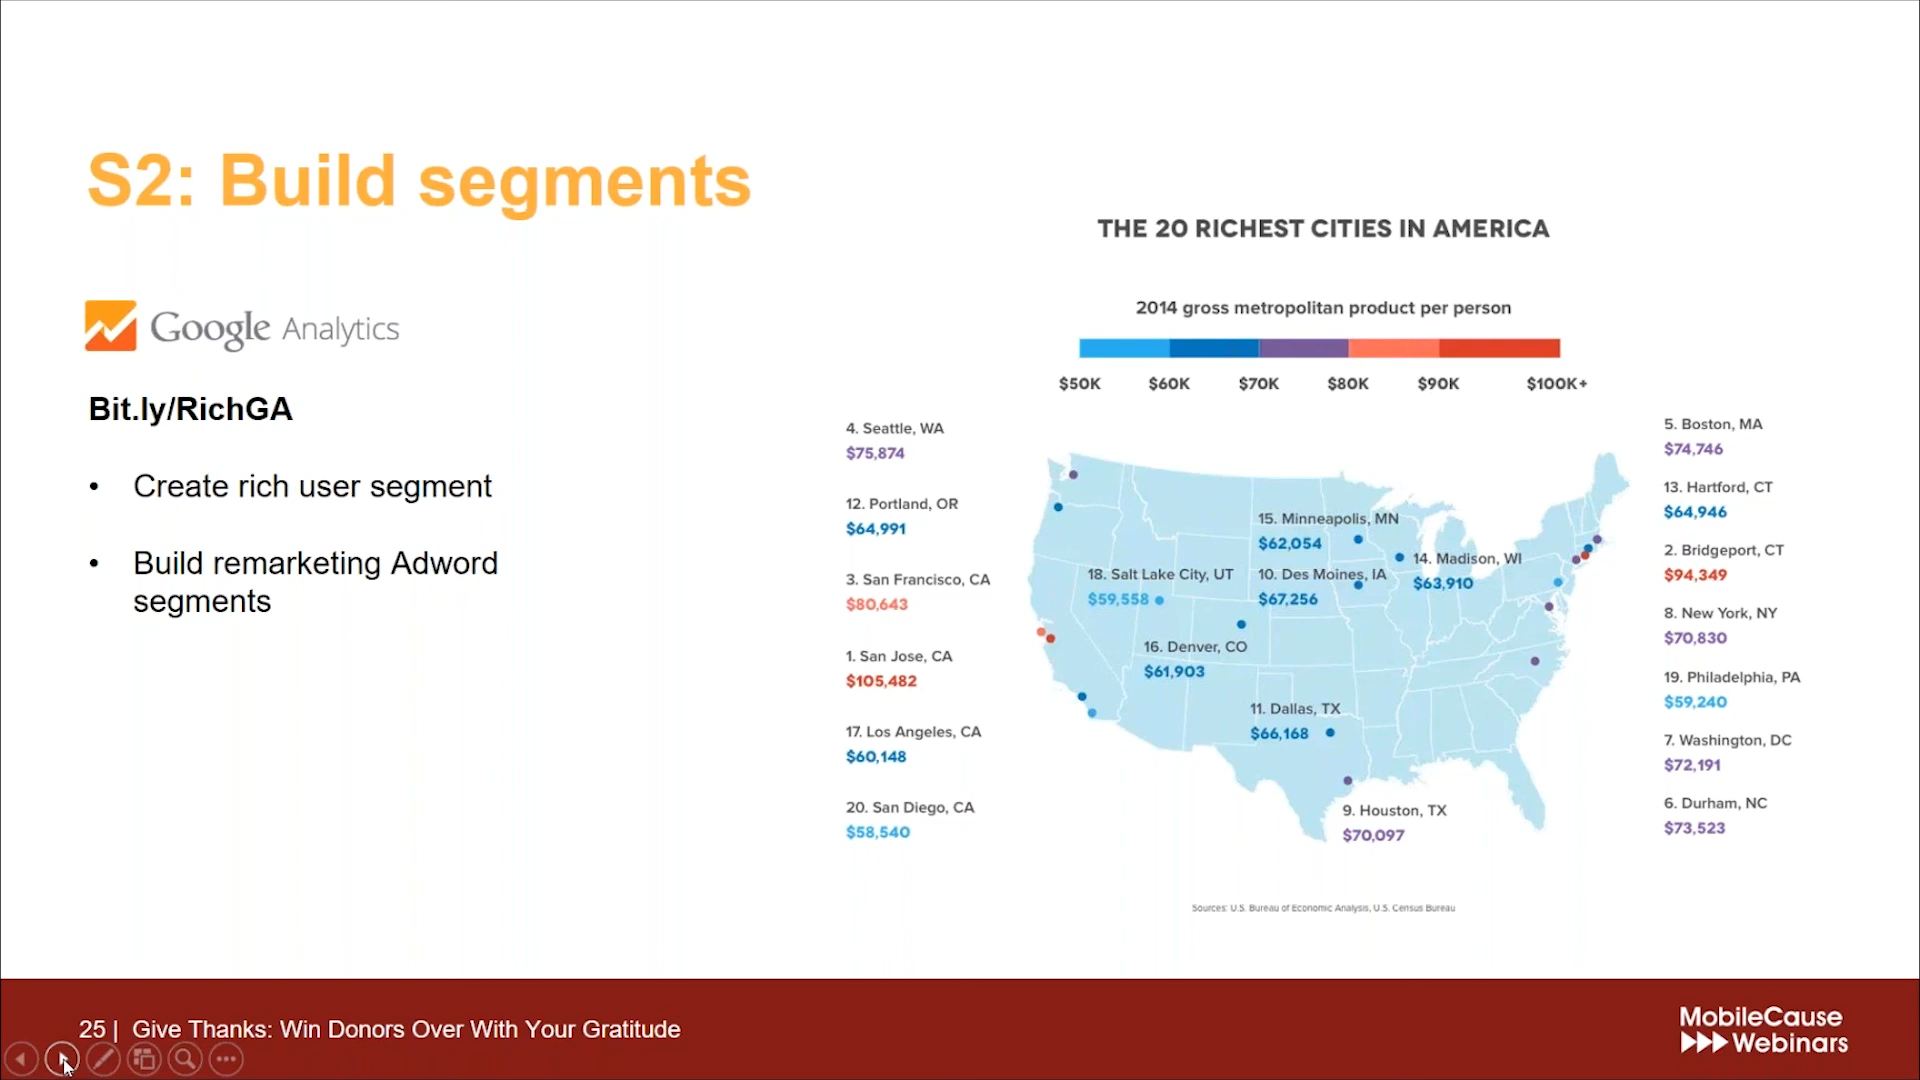 S2: Build segments
Google Analytics
Bit.ly/RichGA
• Create rich user segment
• Build remarketing Adword
segments
THE 20 RICHEST CITIES IN AMERICA
2014 gross metropolitan product per person
$50K $60K $70K $80K $90K $100K+
4. Seattle, WA
$75,874
12. Portland, OR
$64,991
3. San Francisco, CA
$80,643
1. San Jose, CA
$105,482
17. Los Angeles, CA
$60,148
20. San Diego, CA
$58,540
15. Minneapolis, MN
$62,054
14. Madison, WI
$63,910
18. Salt Lake City, UT
$59,558
10. Des Moines, IA
$67,256
16. Denver, CO
$61,903
11. Dallas, TX
$66,168
9. Houston, TX
$70,097
5. Boston, MA
$74,746
13. Hartford, CT
$64,946
2. Bridgeport, CT
$94,349
8. New York, NY
$70,830
19. Philadelphia, PA
$59,240
7. Washington, DC
$72,191
6. Durham, NC
$73,523
Sources: U.S. Bureau of Economic Analysis, U.S. Census Bureau
25 | Give Thanks: Win Donors Over With Your Gratitude
MobileCause
Webinars